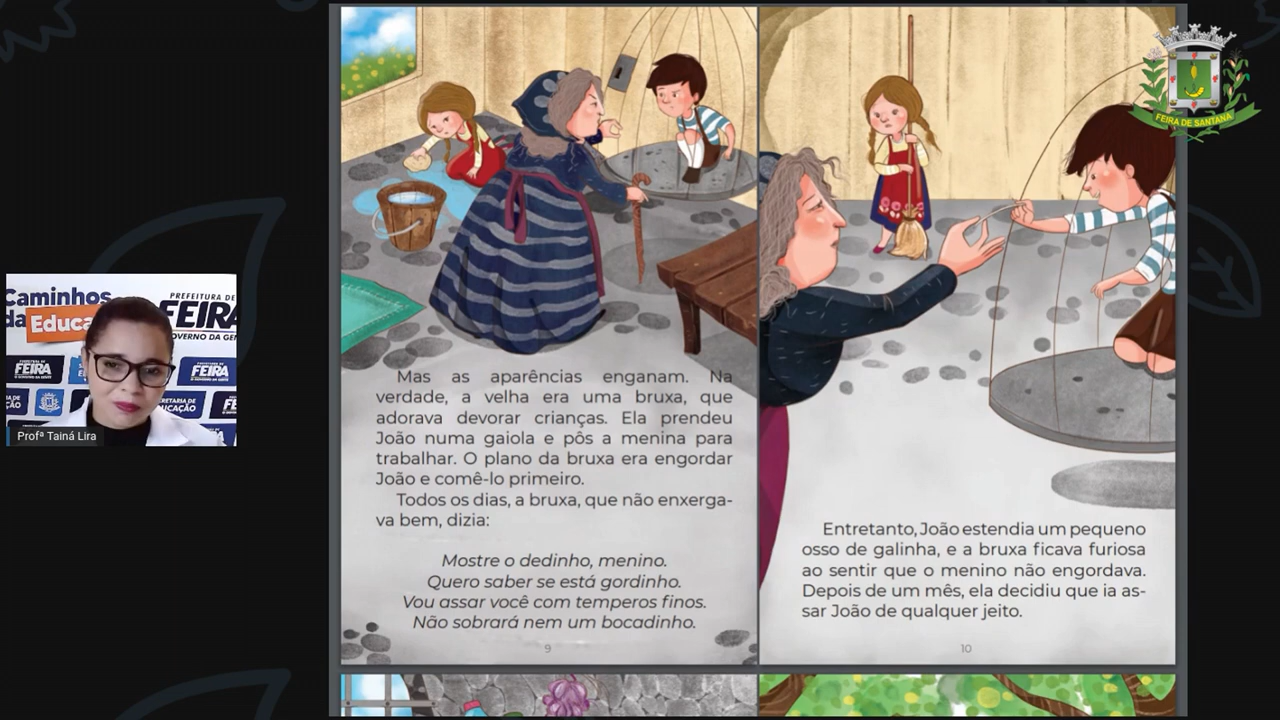 FEIRA DE SANTANA
Caminhos
da Educa
PREFEITURA DE
FEIRA
GOVERNO DA GEN
FEIRA
FEIRA
Profª Tainá Lira
Mas as aparências enganam. Na
verdade, a velha era uma bruxa, que
adorava devorar crianças. Ela prendeu
João numa gaiola e pôs a menina para
trabalhar. O plano da bruxa era engordar
João e comê-lo primeiro.
Todos os dias, a bruxa, que não enxerga-
va bem, dizia:
Mostre o dedinho, menino.
Quero saber se está gordinho.
Vou assar você com temperos finos.
Não sobrará nem um bocadinho.
9
Entretanto, João estendia um pequeno
osso de galinha, e a bruxa ficava furiosa
ao sentir que o menino não engordava.
Depois de um mês, ela decidiu que ia as-
sar João de qualquer jeito.
10